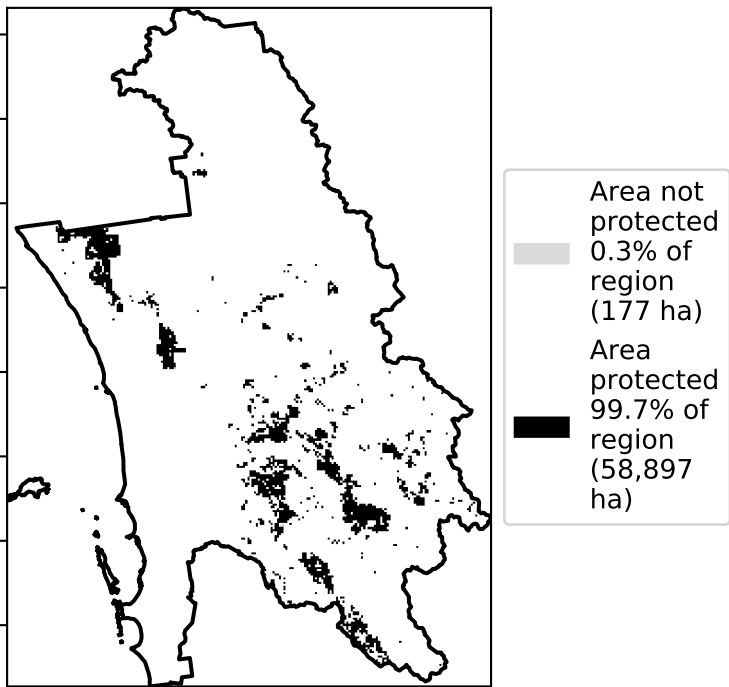 Area not
protected
0.3% of
region
(177 ha)
Area
protected
99.7% of
region
(58,897
ha)